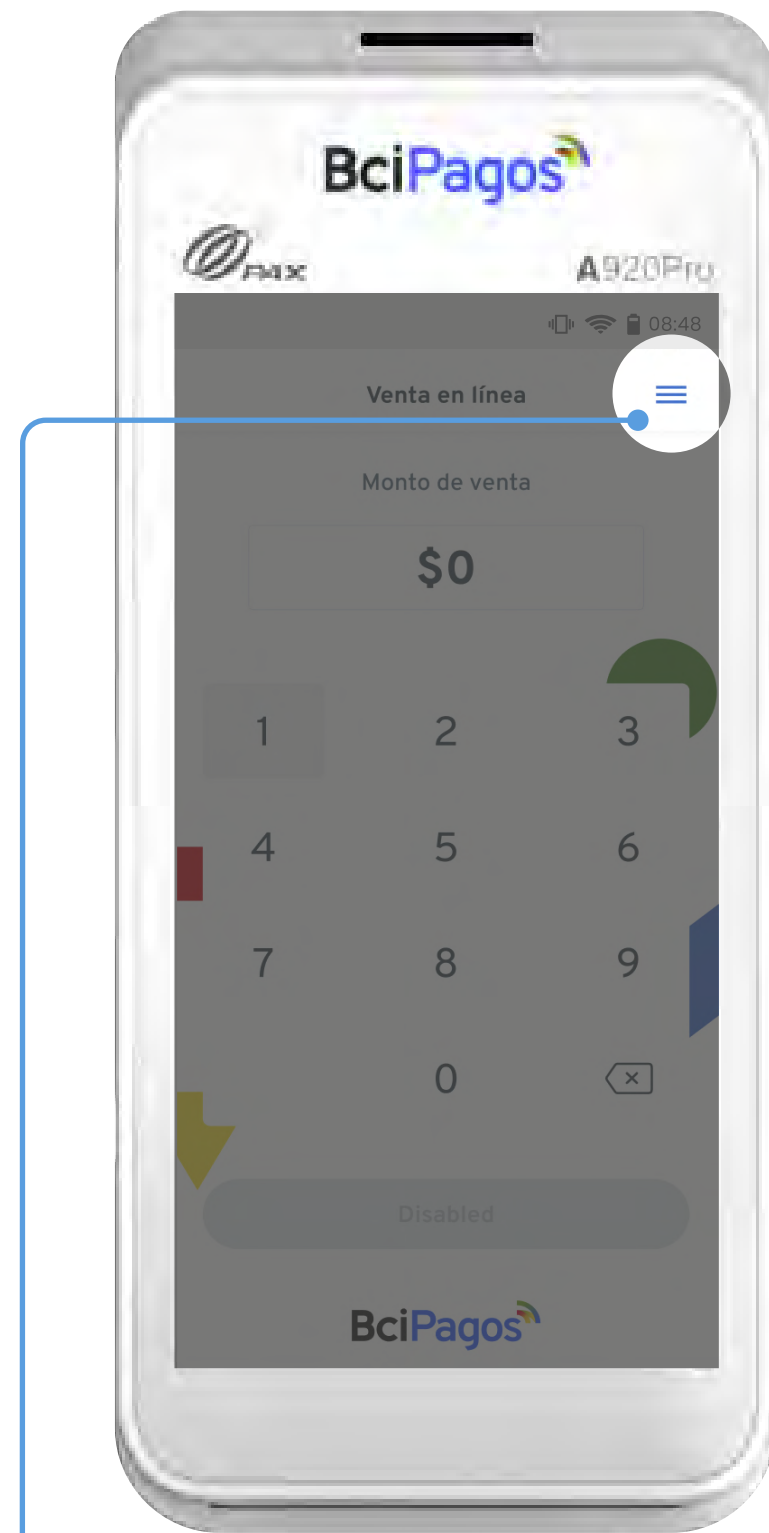 BciPagos
PAX A920Pro
08:48
Venta en línea
Monto de venta
$0
1 2 3
4 5 6
7 8 9
0
Disabled
BciPagos